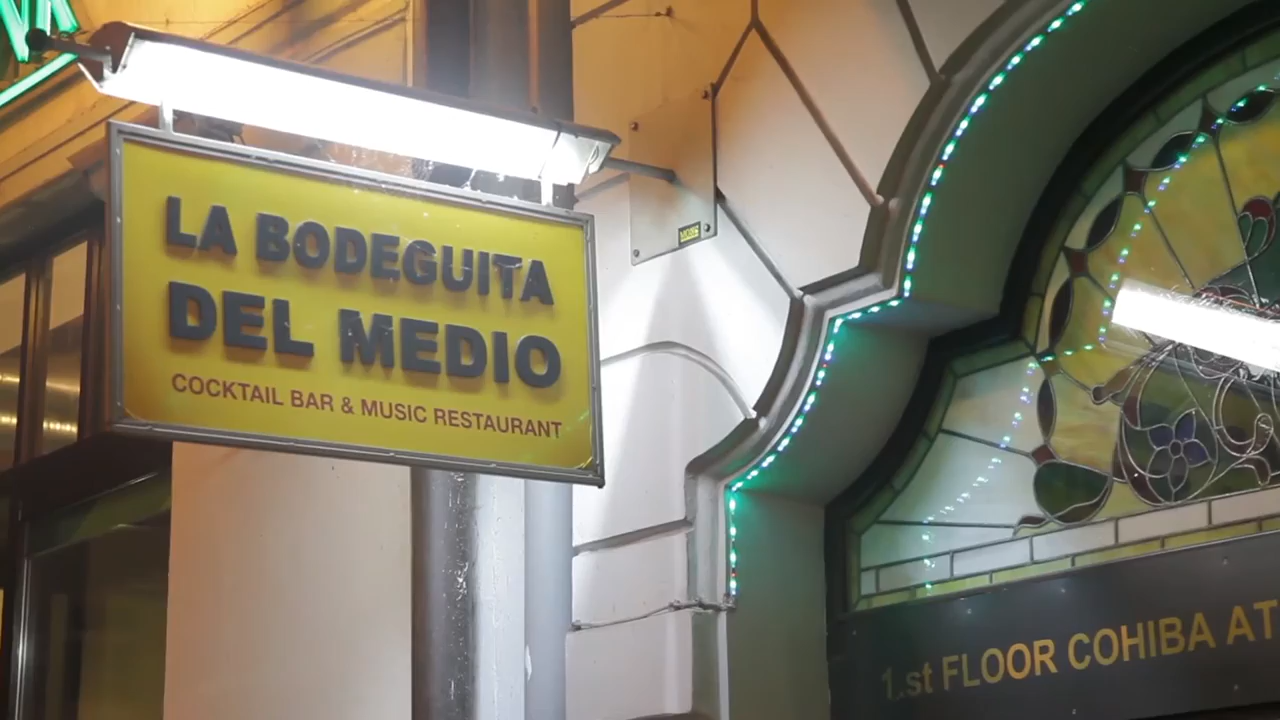 LA BODEGUITA
DEL MEDIO
COCKTAIL BAR & MUSIC RESTAURANT
1.st FLOOR COHIBA AT